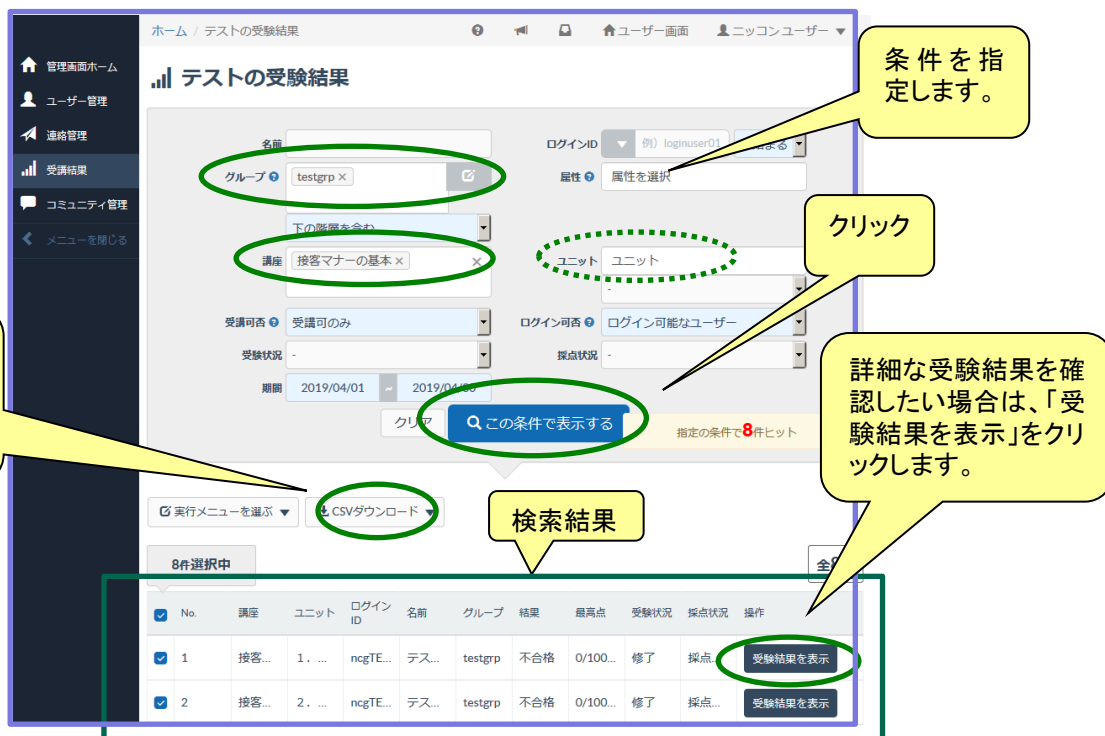 ホーム / テストの受験結果
ユーザー画面
ニッコンユーザー ▼
管理画面ホーム
ユーザー管理
連絡管理
受講結果
コミュニティ管理
メニューを閉じる
テストの受験結果
条件を指
定します。
名前
ログインID
▼ 例）loginuser01
まる
グループ
testgrp ×
属性
属性を選択
下の階層を含む
クリック
講座
接客マナーの基本 ×
×
ユニット
ユニット
-
受講可否
受講可のみ
ログイン可否
ログイン可能なユーザー
受験状況
-
採点状況
-
期間
2019/04/01
~
2019/04/
クリア
この条件で表示する
指定の条件で8件ヒット
詳細な受験結果を確
認したい場合は、「受
験結果を表示」をクリ
ックします。
実行メニューを選ぶ ▼
CSVダウンロード ▼
検索結果
8件選択中
全
No.
講座
ユニット
ログイン
ID
名前
グループ
結果
最高点
受験状況
採点状況
操作
1
接客...
1. ...
ncgTE...
テス...
testgrp
不合格
0/100...
修了
採点...
受験結果を表示
2
接客...
2. ...
ncgTE...
テス...
testgrp
不合格
0/100...
修了
採点...
受験結果を表示